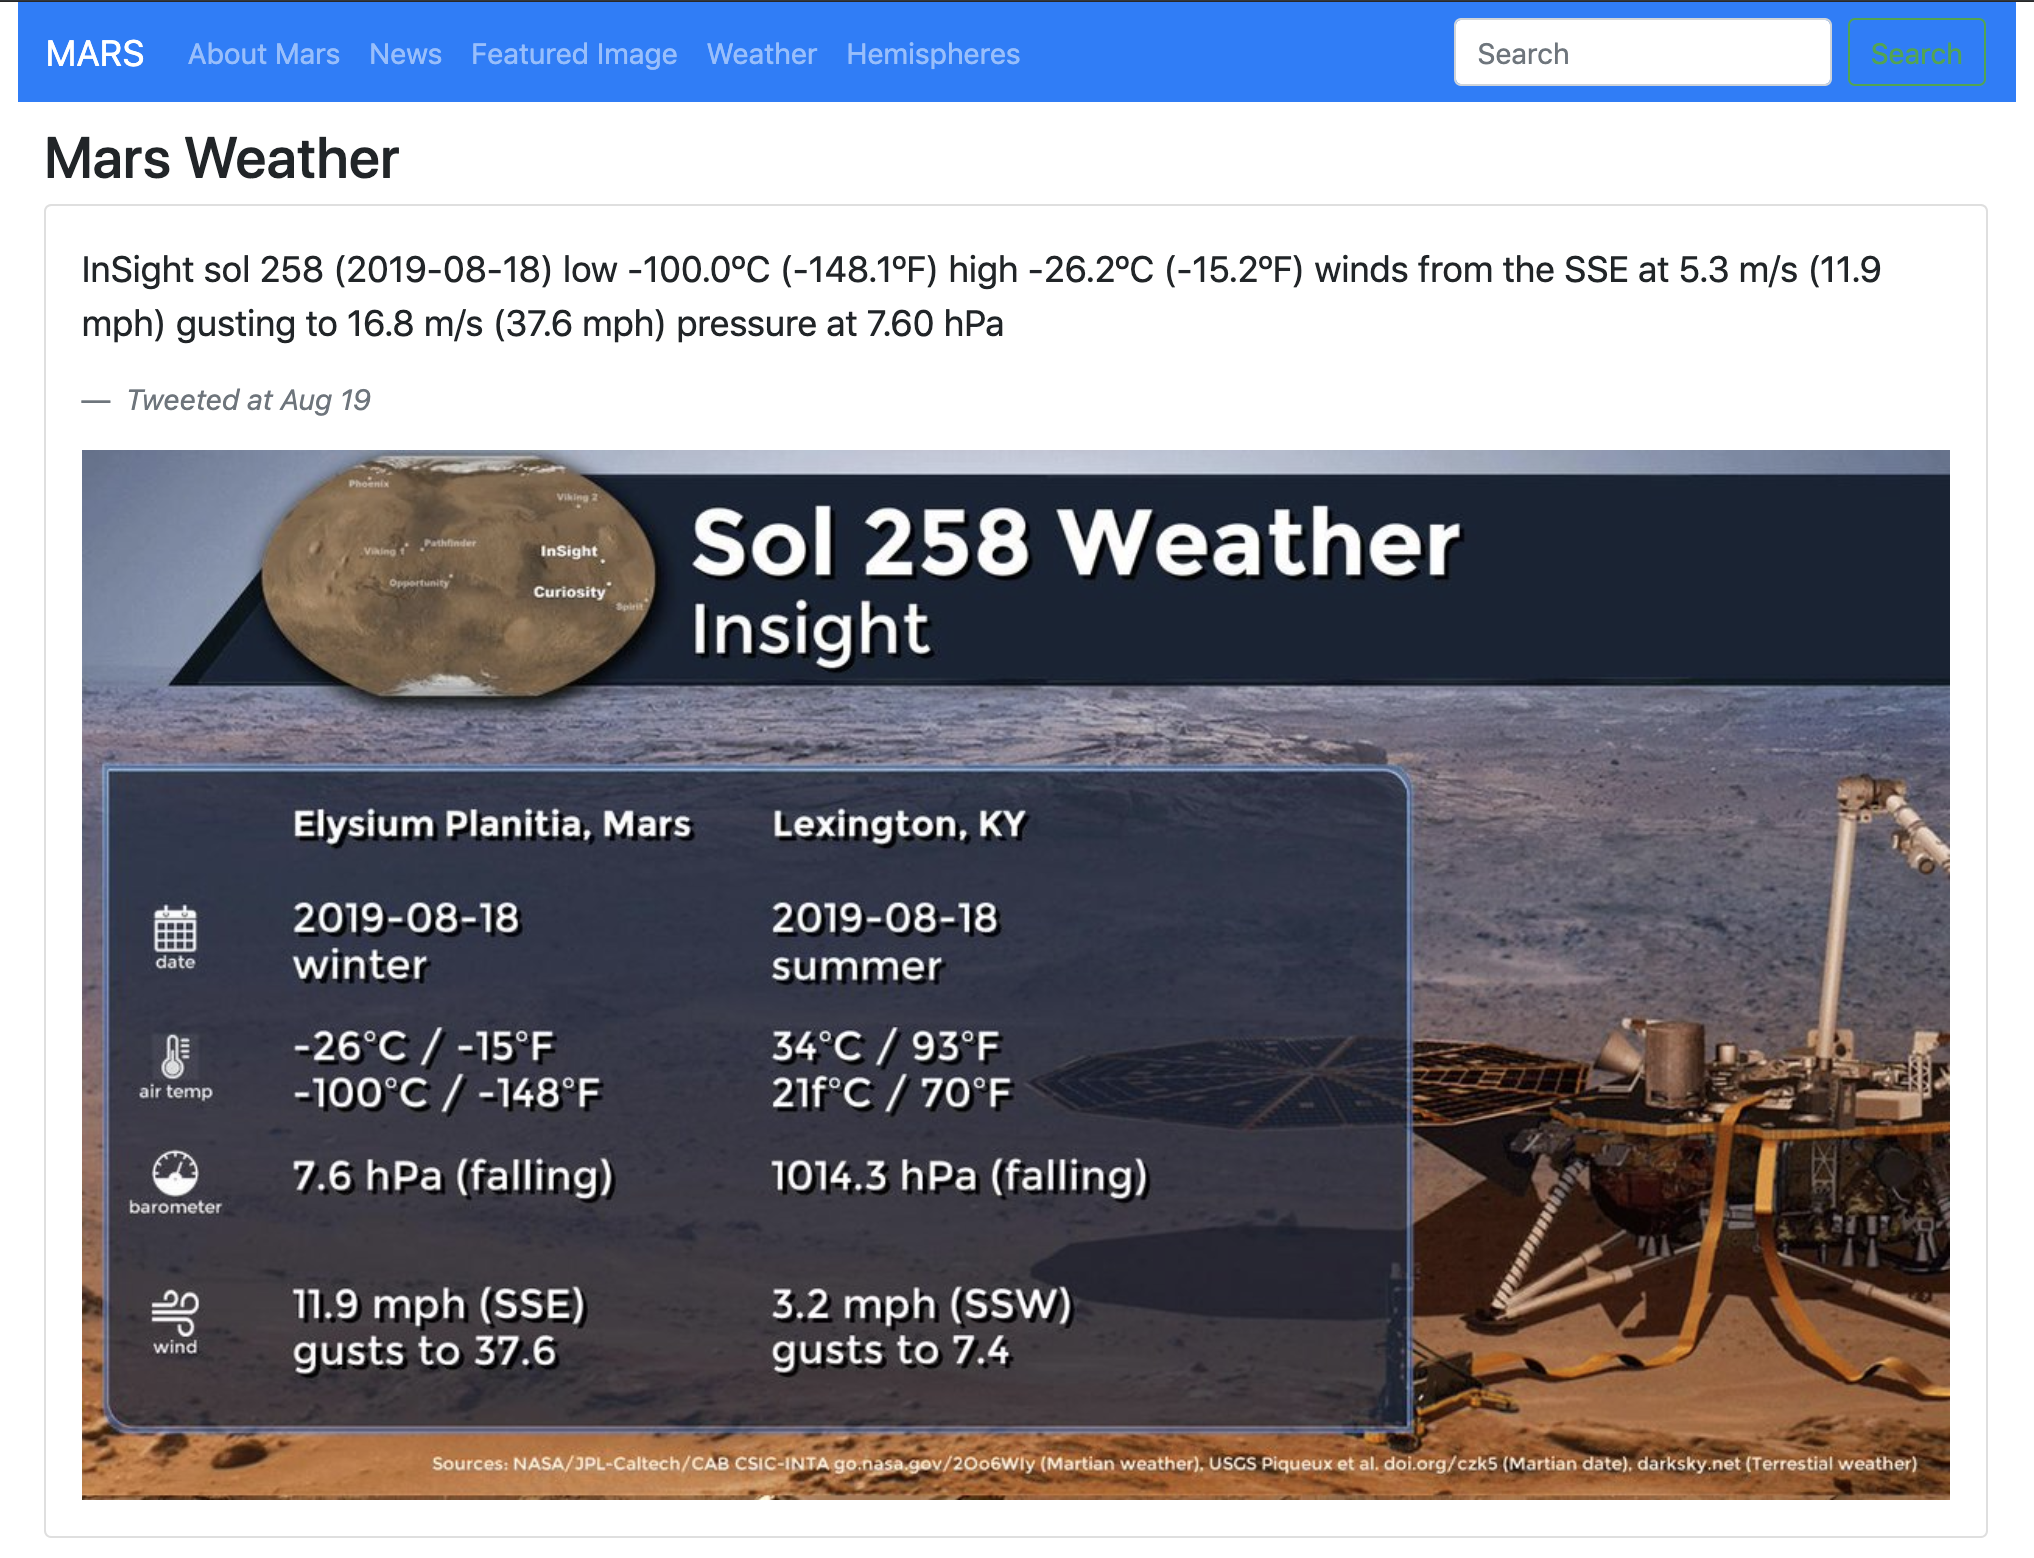 MARS About Mars News Featured Image Weather Hemispheres Search Search
Mars Weather
InSight sol 258 (2019-08-18) low -100.0ºC (-148.1ºF) high -26.2ºC (-15.2ºF) winds from the SSE at 5.3 m/s (11.9
mph) gusting to 16.8 m/s (37.6 mph) pressure at 7.60 hPa
— Tweeted at Aug 19
Phoenix
Viking 2
Viking 1 Pathfinder
InSight
Opportunity
Curiosity
Spirit
Sol 258 Weather
Insight
Elysium Planitia, Mars Lexington, KY
date
2019-08-18 2019-08-18
winter summer
air temp
-26°C / -15°F 34°C / 93°F
-100°C / -148°F 21f°C / 70°F
barometer
7.6 hPa (falling) 1014.3 hPa (falling)
wind
11.9 mph (SSE) 3.2 mph (SSW)
gusts to 37.6 gusts to 7.4
Sources: NASA/JPL-Caltech/CAB CSIC-INTA go.nasa.gov/2Oo6Wly (Martian weather), USGS Piqueux et al. doi.org/czk5 (Martian date), darksky.net (Terrestial weather)